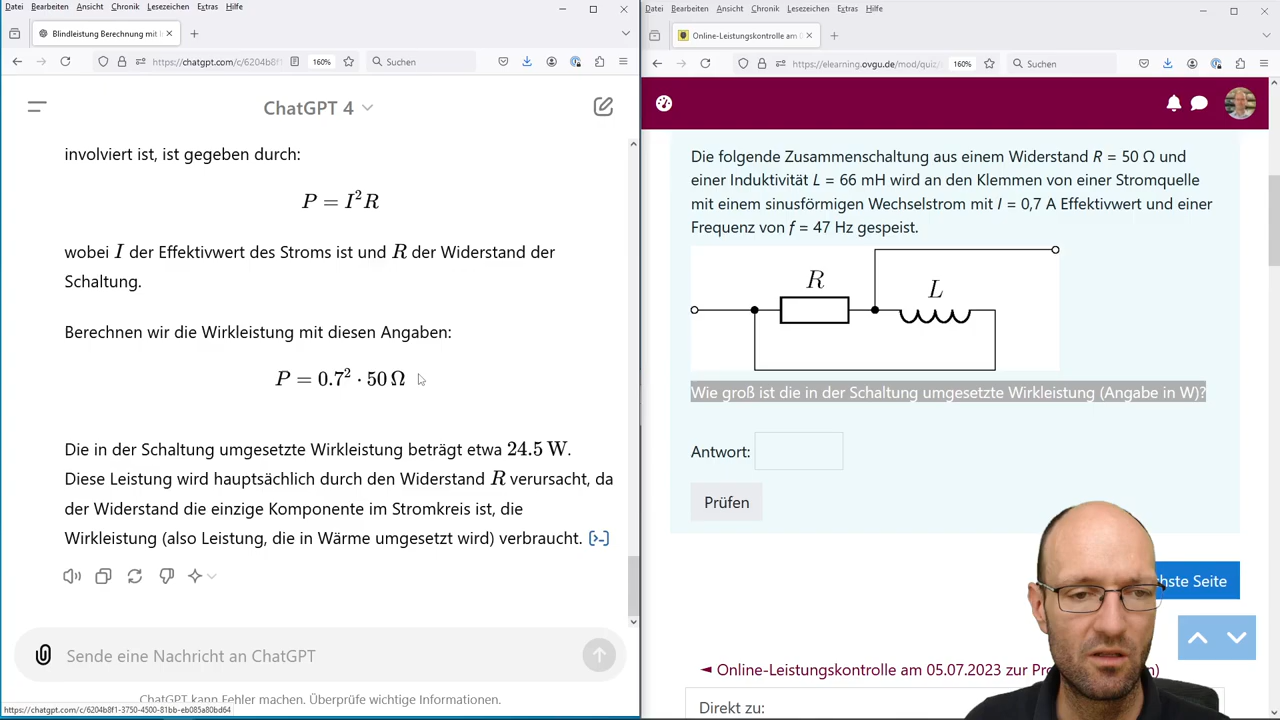 Datei Bearbeiten Ansicht Chronik Lesezeichen Extras Hilfe
Blindleistung Berechnung mit
https://chatgpt.com/c/6204b8f1
160%
Suchen
ChatGPT 4
involviert ist, ist gegeben durch:
P = I²R
wobei I der Effektivwert des Stroms ist und R der Widerstand der
Schaltung.
Berechnen wir die Wirkleistung mit diesen Angaben:
P = 0.7² · 50 Ω
Die in der Schaltung umgesetzte Wirkleistung beträgt etwa 24.5 W.
Diese Leistung wird hauptsächlich durch den Widerstand R verursacht, da
der Widerstand die einzige Komponente im Stromkreis ist, die
Wirkleistung (also Leistung, die in Wärme umgesetzt wird) verbraucht. [>-]
Sende eine Nachricht an ChatGPT
ChatGPT kann Fehler machen. Überprüfe wichtige Informationen.
https://chatgpt.com/c/6204b8f1-3750-4500-81bb-eb085a80bd64
Datei Bearbeiten Ansicht Chronik Lesezeichen Extras Hilfe
Online-Leistungskontrolle am
https://elearning.ovgu.de/mod/quiz/
160%
Suchen
Die folgende Zusammenschaltung aus einem Widerstand R = 50 Ω und
einer Induktivität L = 66 mH wird an den Klemmen von einer Stromquelle
mit einem sinusförmigen Wechselstrom mit I = 0,7 A Effektivwert und einer
Frequenz von f = 47 Hz gespeist.
R
L
Wie groß ist die in der Schaltung umgesetzte Wirkleistung (Angabe in W)?
Antwort:
Prüfen
Seite
◄ Online-Leistungskontrolle am 05.07.2023 zur
Direkt zu: